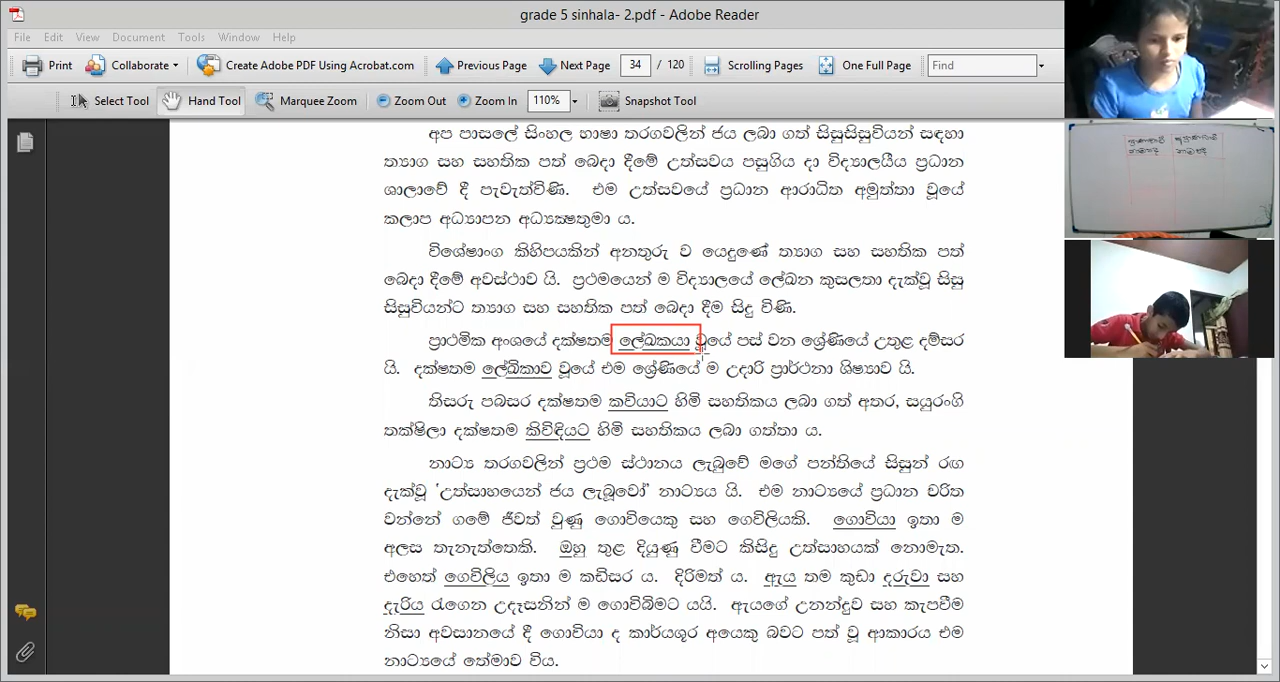 grade 5 sinhala- 2.pdf - Adobe Reader
File Edit View Document Tools Window Help
Print Collaborate Create Adobe PDF Using Acrobat.com Previous Page Next Page 34 / 120 Scrolling Pages One Full Page Find
Select Tool Hand Tool Marquee Zoom Zoom Out Zoom In 110% Snapshot Tool
අප පාසලේ සිංහල භාෂා තරගවලින් ජය ලබා ගත් සිසුසිසුවියන් සඳහා
ත්‍යාග සහ සහතික පත් බෙදා දීමේ උත්සවය පසුගිය දා විද්‍යාලයීය ප්‍රධාන
ශාලාවේ දී පැවැත්විණි. එම උත්සවයේ ප්‍රධාන ආරාධිත අමුත්තා වූයේ
කලාප අධ්‍යාපන අධ්‍යක්ෂතුමා ය.
විශේෂාංග කිහිපයකින් අනතුරු ව යෙදුණේ ත්‍යාග සහ සහතික පත්
බෙදා දීමේ අවස්ථාව යි. ප්‍රථමයෙන් ම විද්‍යාලයේ ලේඛන කුසලතා දැක්වූ සිසු
සිසුවියන්ට ත්‍යාග සහ සහතික පත් බෙදා දීම සිදු විණි.
ප්‍රාථමික අංශයේ දක්ෂතම ලේඛකයා වූයේ පස් වන ශ්‍රේණියේ උතුළ දම්සර
යි. දක්ෂතම ලේඛිකාව වූයේ එම ශ්‍රේණියේ ම උදාරි ප්‍රාර්ථනා ශිෂ්‍යාව යි.
තිසරු පබසර දක්ෂතම කවියාට හිමි සහතිකය ලබා ගත් අතර, සයුරංගි
තක්ෂිලා දක්ෂතම කිවිඳියට හිමි සහතිකය ලබා ගත්තා ය.
නාට්‍ය තරගවලින් ප්‍රථම ස්ථානය ලැබුවේ මගේ පන්තියේ සිසුන් රඟ
දැක්වූ 'උත්සාහයෙන් ජය ලැබූවෝ' නාට්‍යය යි. එම නාට්‍යයේ ප්‍රධාන චරිත
වන්නේ ගමේ ජීවත් වුණු ගොවියෙකු සහ ගෙවිලියකි. ගොවියා ඉතා ම
අලස තැනැත්තෙකි. ඔහු තුළ දියුණු වීමට කිසිදු උත්සාහයක් නොමැත.
එහෙත් ගෙවිලිය ඉතා ම කඩිසර ය. දිරිමත් ය. ඇය තම කුඩා දරුවා සහ
දැරිය රැගෙන උදෑසනින් ම ගොවිබිමට යයි. ඇයගේ උනන්දුව සහ කැපවීම
නිසා අවසානයේ දී ගොවියා ද කාර්යශූර අයෙකු බවට පත් වූ ආකාරය එම
නාට්‍යයේ තේමාව විය.